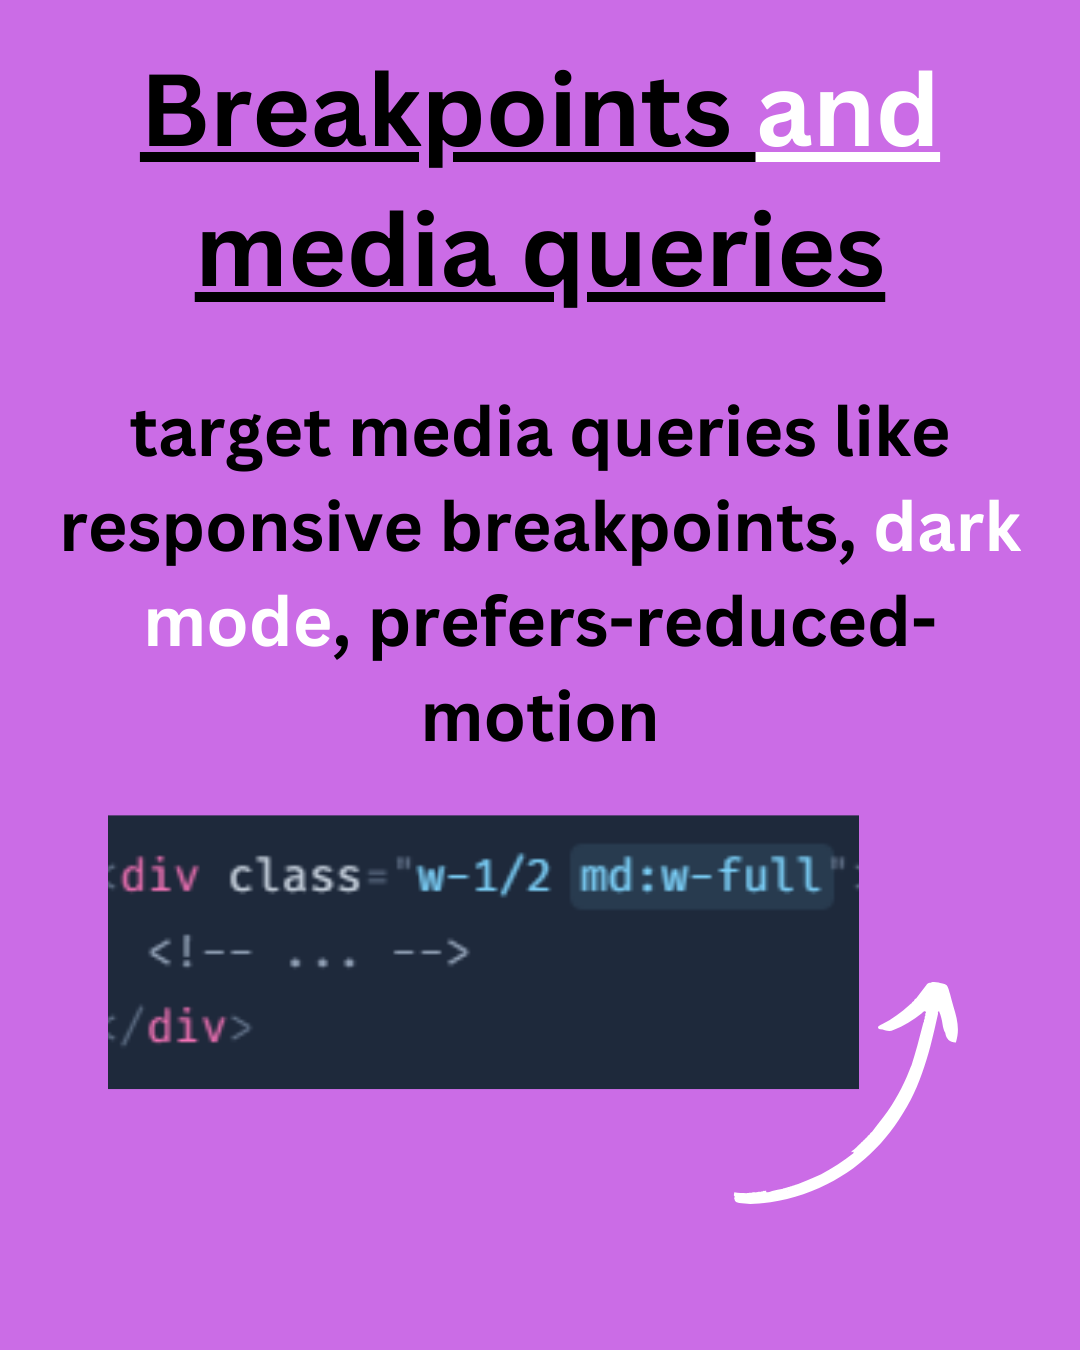 Breakpoints and
media queries
target media queries like
responsive breakpoints, dark
mode, prefers-reduced-
motion
<div class="w-1/2 md:w-full">
<!-- ... -->
</div>